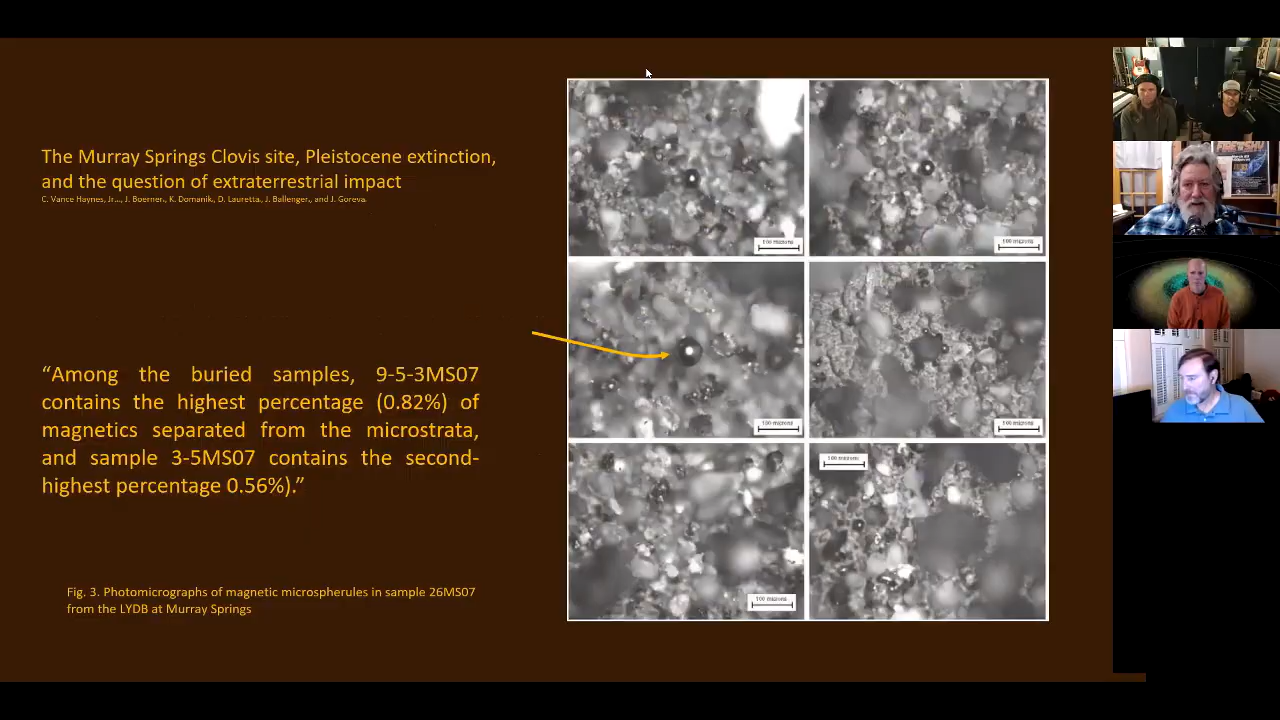 The Murray Springs Clovis site, Pleistocene extinction,
and the question of extraterrestrial impact
C. Vance Haynes, Jr.,., J. Boerner., K. Domanik., D. Lauretta., J. Ballenger., and J. Goreva.
“Among the buried samples, 9-5-3MS07
contains the highest percentage (0.82%) of
magnetics separated from the microstrata,
and sample 3-5MS07 contains the second-
highest percentage 0.56%).”
Fig. 3. Photomicrographs of magnetic microspherules in sample 26MS07
from the LYDB at Murray Springs
100 microns
100 microns
100 microns
100 microns
100 microns
100 microns